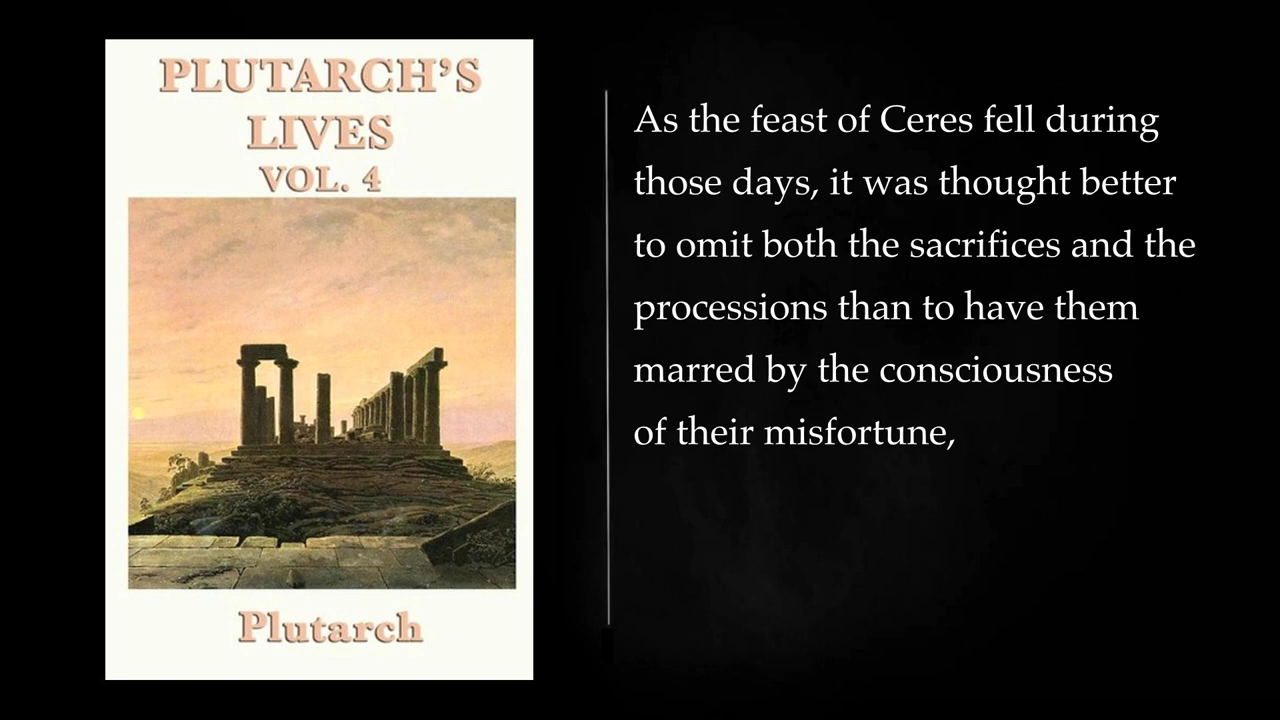 PLUTARCH'S
LIVES
VOL. 4
Plutarch
As the feast of Ceres fell during
those days, it was thought better
to omit both the sacrifices and the
processions than to have them
marred by the consciousness
of their misfortune,